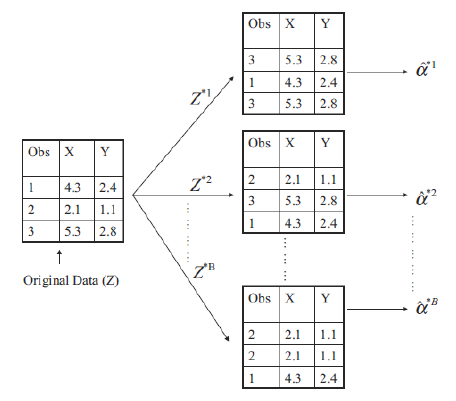 Obs X Y
3 5.3 2.8
1 4.3 2.4
3 5.3 2.8
α̂*1
Z*1
Obs X Y
1 4.3 2.4
2 2.1 1.1
3 5.3 2.8
Original Data (Z)
Z*2
Obs X Y
2 2.1 1.1
3 5.3 2.8
1 4.3 2.4
α̂*2
Z*B
Obs X Y
2 2.1 1.1
2 2.1 1.1
1 4.3 2.4
α̂*B